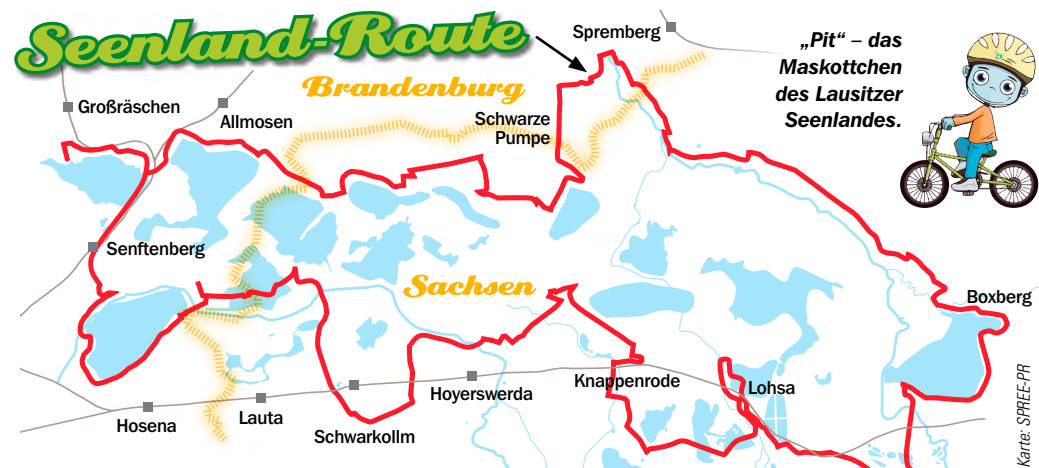 Seenland-Route
Spremberg
„Pit“ – das
Maskottchen
des Lausitzer
Seenlandes.
Brandenburg
Großräschen
Allmosen
Schwarze
Pumpe
Senftenberg
Sachsen
Boxberg
Knappenrode
Lohsa
Hoyerswerda
Lauta
Hosena
Schwarkollm
Karte: SPREE-PR